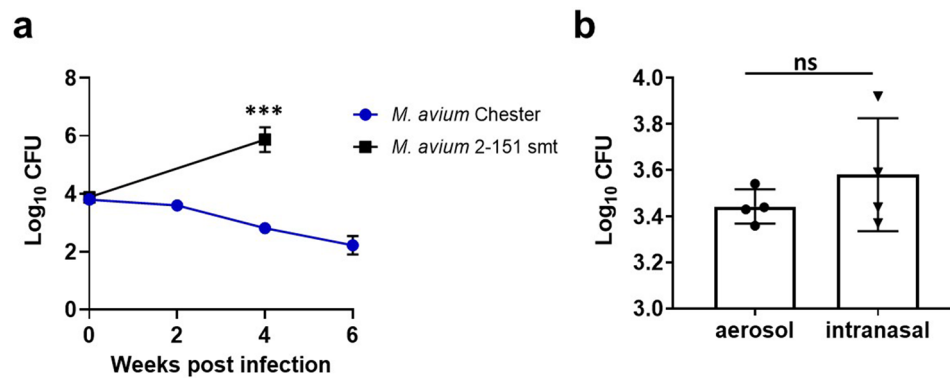 a
Log10 CFU
8
6
4
2
0
***
0 2 4 6
Weeks post infection
M. avium Chester
M. avium 2-151 smt
b
Log10 CFU
4.0
3.8
3.6
3.4
3.2
3.0
ns
aerosol intranasal